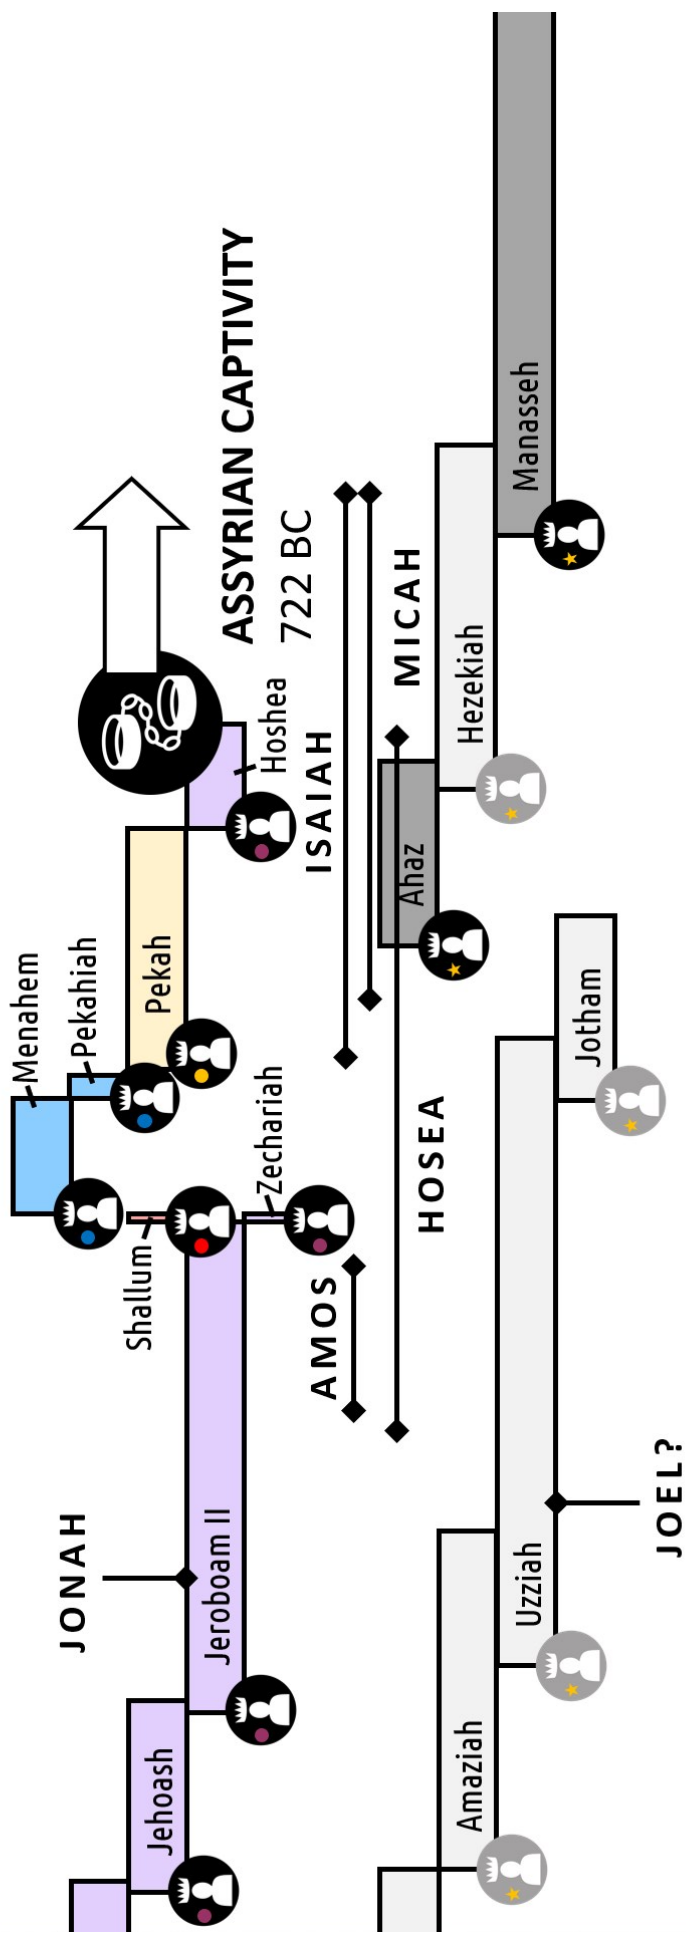 Menahem
JONAH
Pekahiah
Shallum
Jehoash
Pekah
Jeroboam II
ASSYRIAN CAPTIVITY
722 BC
Zechariah
Hoshea
AMOS
ISAIAH
MICAH
Ahaz
HOSEA
Amaziah
Hezekiah
Uzziah
Manasseh
Jotham
JOEL?